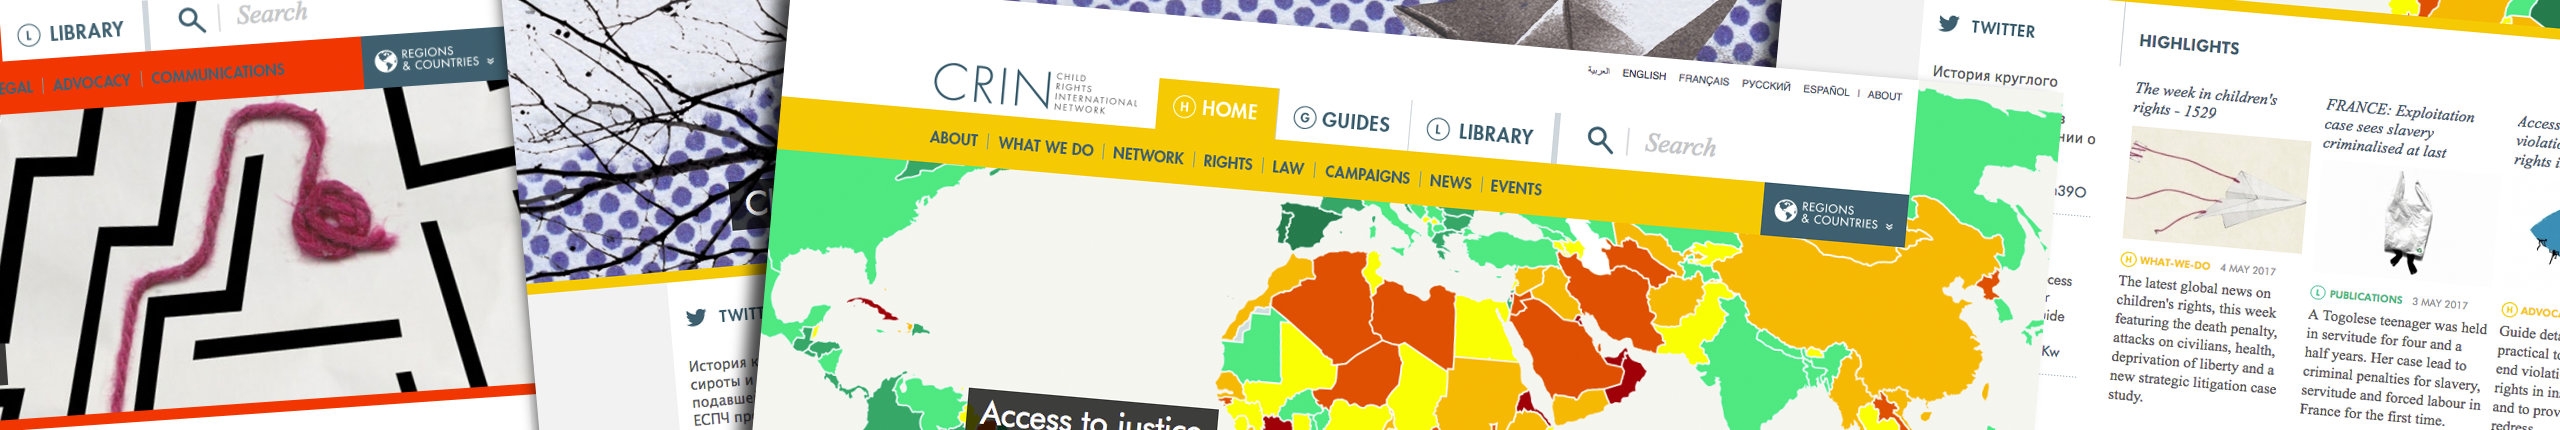 L LIBRARY
Search
EGAL | ADVOCACY | COMMUNICATIONS
REGIONS
& COUNTRIES
C
TWITT
История к
сироты и
подавше
ЕСПЧ пр
CRIN
CHILD
RIGHTS
INTERNATIONAL
NETWORK
العربية ENGLISH FRANÇAIS РУССКИЙ ESPAÑOL | ABOUT
H HOME
G GUIDES
L LIBRARY
Search
ABOUT | WHAT WE DO | NETWORK | RIGHTS | LAW | CAMPAIGNS | NEWS | EVENTS
REGIONS
& COUNTRIES
Access to justice
TWITTER
История круглого
в
нии о
n39O
cess
r
ide
Kw
HIGHLIGHTS
The week in children's
rights - 1529
H WHAT-WE-DO 4 MAY 2017
The latest global news on
children's rights, this week
featuring the death penalty,
attacks on civilians, health,
deprivation of liberty and a
new strategic litigation case
study.
FRANCE: Exploitation
case sees slavery
criminalised at last
L PUBLICATIONS 3 MAY 2017
A Togolese teenager was held
in servitude for four and a
half years. Her case lead to
criminal penalties for slavery,
servitude and forced labour in
France for the first time.
Access
violatio
rights i
H ADVOCA
Guide deta
practical to
end violati
rights in in
and to prov
redress